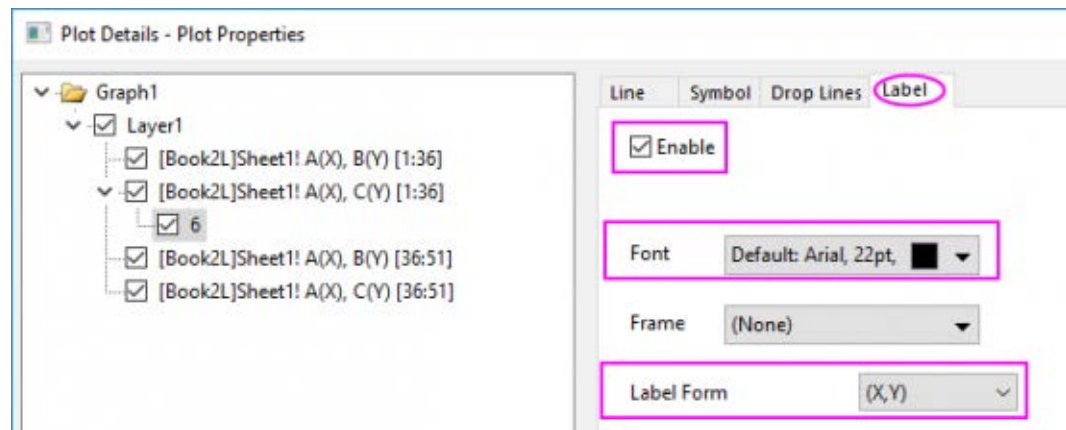 Plot Details - Plot Properties
Graph1
Layer1
[Book2L]Sheet1! A(X), B(Y) [1:36]
[Book2L]Sheet1! A(X), C(Y) [1:36]
6
[Book2L]Sheet1! A(X), B(Y) [36:51]
[Book2L]Sheet1! A(X), C(Y) [36:51]
Line Symbol Drop Lines Label
Enable
Font Default: Arial, 22pt,
Frame (None)
Label Form (X,Y)